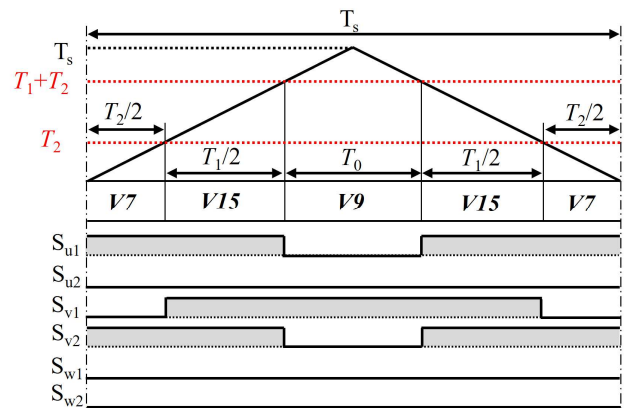 Ts
Ts
T1+T2
T2/2
T2/2
T2
T1/2
T0
T1/2
V7
V15
V9
V15
V7
Su1
Su2
Sv1
Sv2
Sw1
Sw2